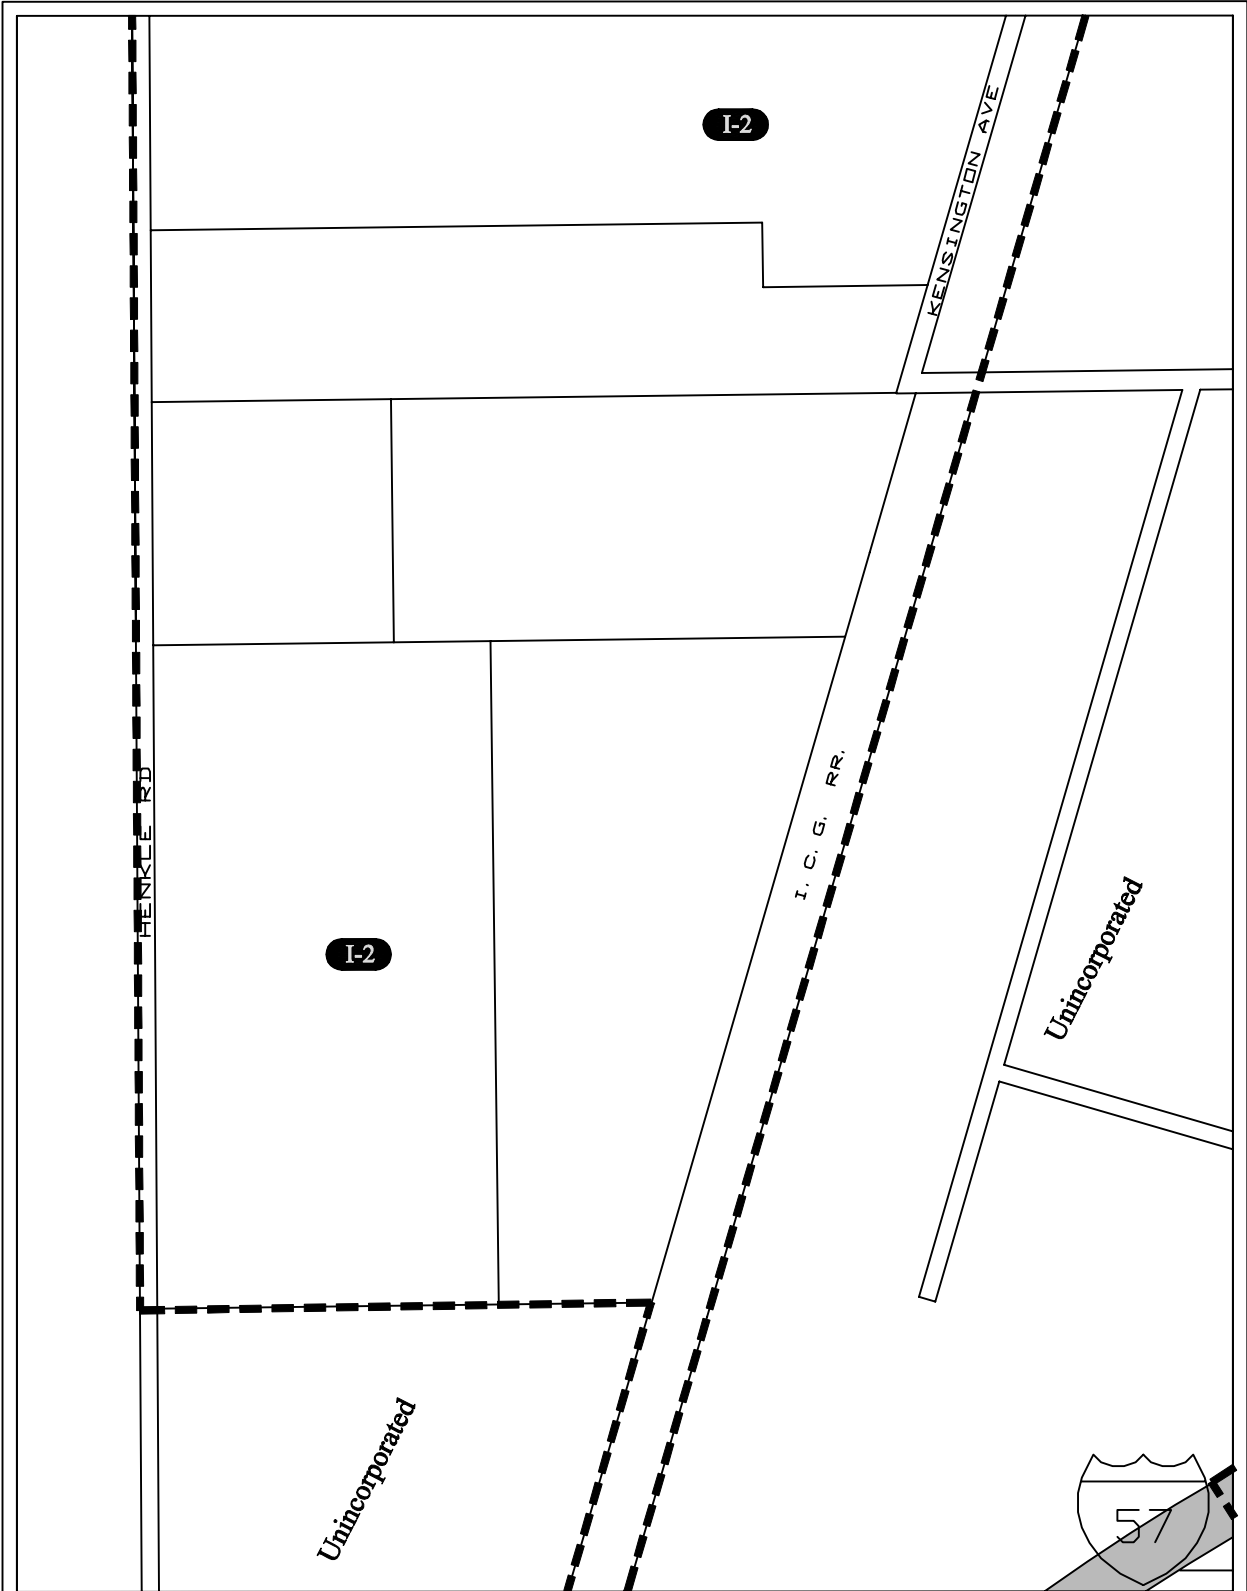 I-2
KENSINGTON AVE
I. C. G. RR.
HENKLE RD
Unincorporated
I-2
Unincorporated
57